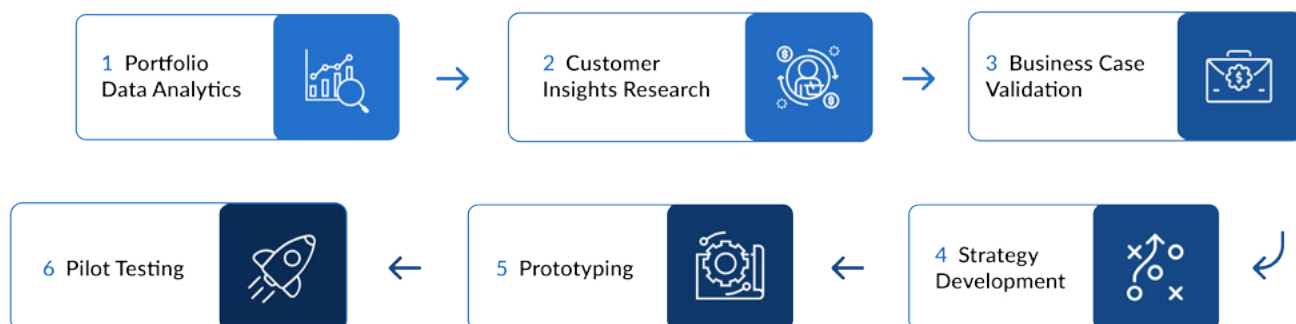 1 Portfolio
Data Analytics
2 Customer
Insights Research
3 Business Case
Validation
4 Strategy
Development
5 Prototyping
6 Pilot Testing